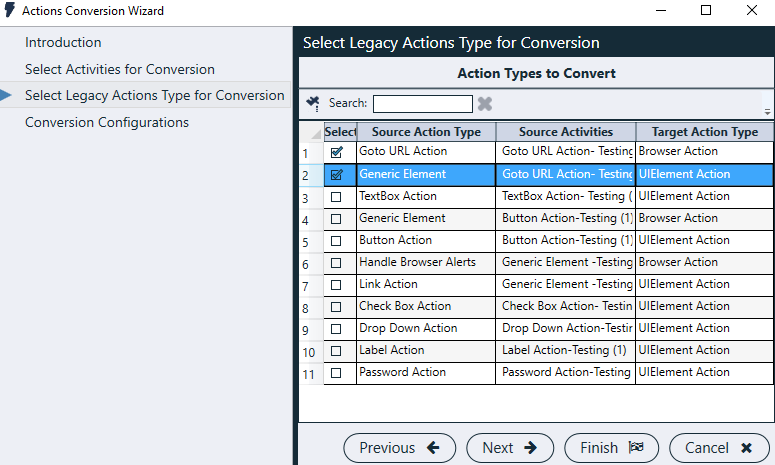 Actions Conversion Wizard
Introduction
Select Activities for Conversion
Select Legacy Actions Type for Conversion
Conversion Configurations
Select Legacy Actions Type for Conversion
Action Types to Convert
Search:
Select Source Action Type Source Activities Target Action Type
1 Goto URL Action Goto URL Action- Testing Browser Action
2 Generic Element Goto URL Action- Testing UIElement Action
3 TextBox Action TextBox Action- Testing ( UIElement Action
4 Generic Element Button Action-Testing (1) Browser Action
5 Button Action Button Action-Testing (1) UIElement Action
6 Handle Browser Alerts Generic Element -Testing Browser Action
7 Link Action Generic Element -Testing UIElement Action
8 Check Box Action Check Box Action- Testin UIElement Action
9 Drop Down Action Drop Down Action-Testin UIElement Action
10 Label Action Label Action-Testing (1) UIElement Action
11 Password Action Password Action-Testing UIElement Action
Previous Next Finish Cancel